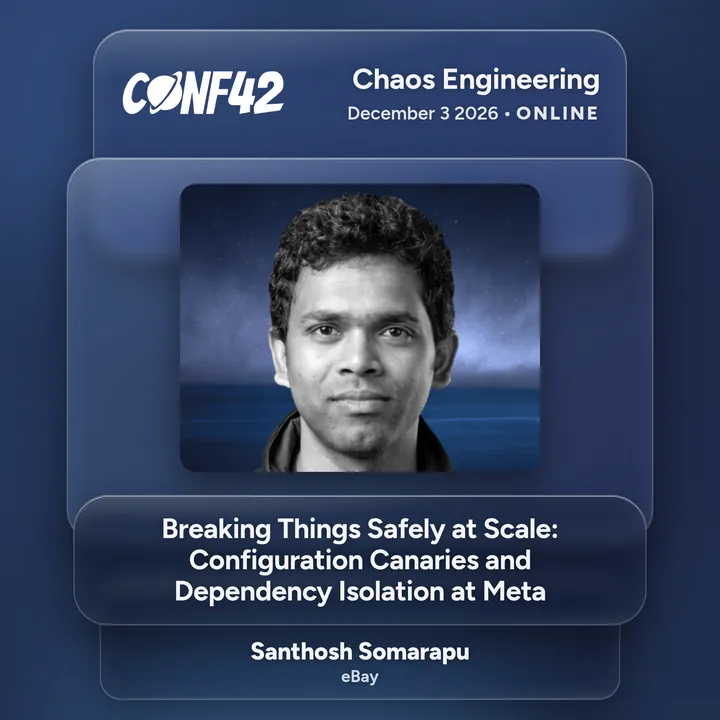 CONF42
Chaos Engineering
December 3 2026 • ONLINE
Breaking Things Safely at Scale:
Configuration Canaries and
Dependency Isolation at Meta
Santhosh Somarapu
eBay